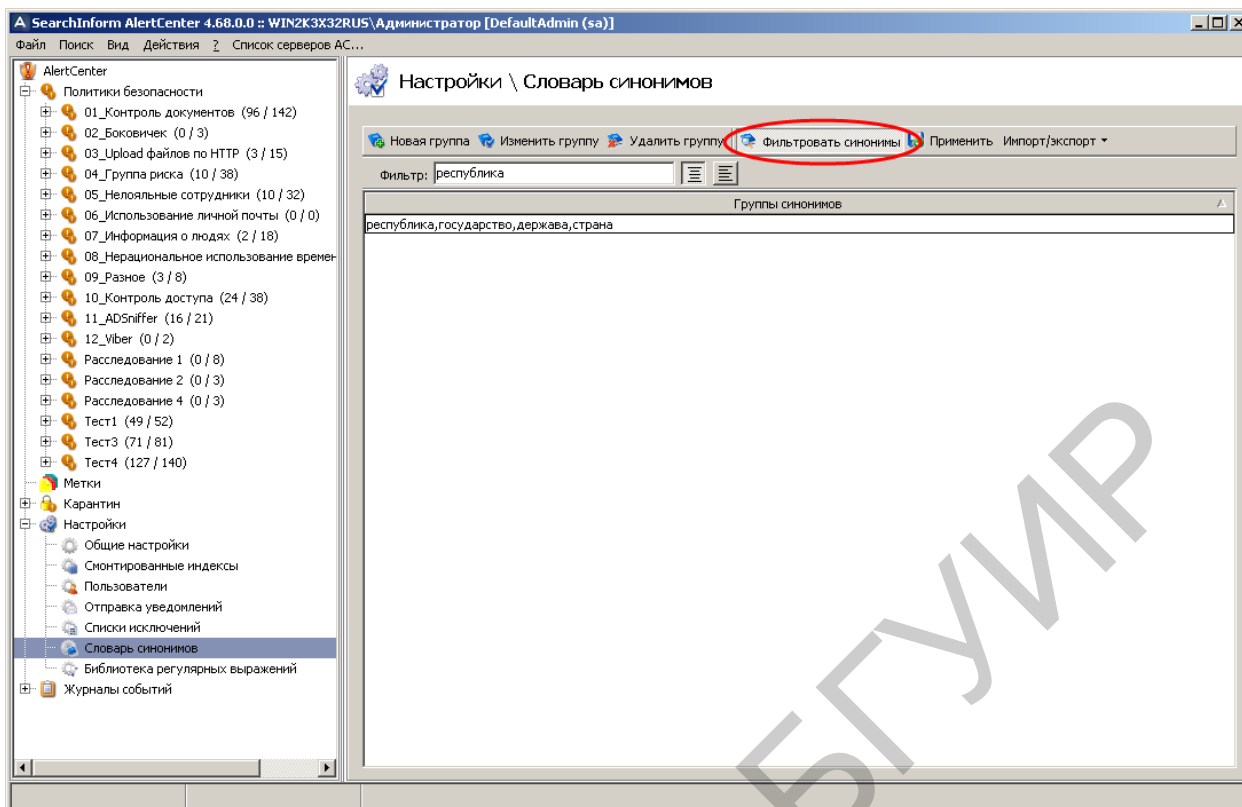 SearchInform AlertCenter 4.68.0.0 :: WIN2K3X32RUS\Администратор [DefaultAdmin (sa)]
Файл Поиск Вид Действия ? Список серверов AC...
AlertCenter
Политики безопасности
01_Контроль документов (96 / 142)
02_Боковичек (0 / 3)
03_Upload файлов по HTTP (3 / 15)
04_Группа риска (10 / 38)
05_Нелояльные сотрудники (10 / 32)
06_Использование личной почты (0 / 0)
07_Информация о людях (2 / 18)
08_Нерациональное использование времен
09_Разное (3 / 8)
10_Контроль доступа (24 / 38)
11_ADSniffer (16 / 21)
12_Viber (0 / 2)
Расследование 1 (0 / 8)
Расследование 2 (0 / 3)
Расследование 4 (0 / 3)
Тест1 (49 / 52)
Тест3 (71 / 81)
Тест4 (127 / 140)
Метки
Карантин
Настройки
Общие настройки
Смонтированные индексы
Пользователи
Отправка уведомлений
Списки исключений
Словарь синонимов
Библиотека регулярных выражений
Журналы событий
Настройки \ Словарь синонимов
Новая группа Изменить группу Удалить группу Фильтровать синонимы Применить Импорт/экспорт
Фильтр: республика
Группы синонимов
республика,государство,держава,страна
БГУИР